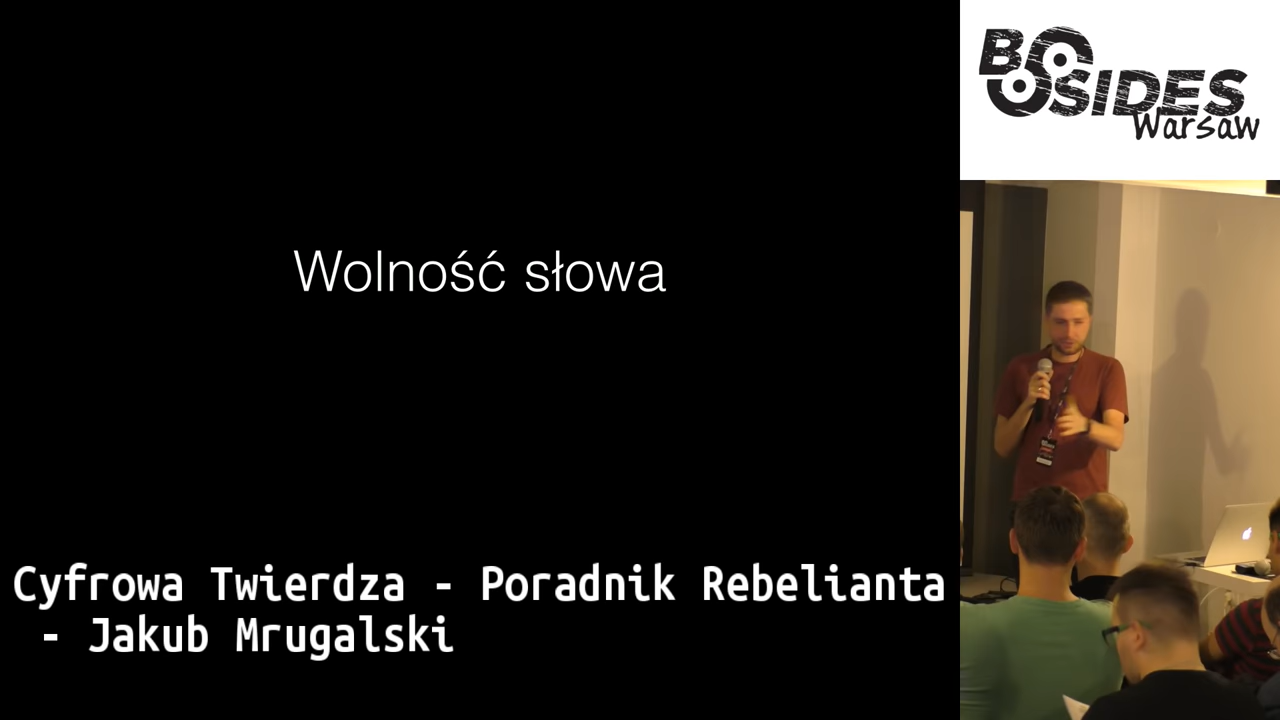 BSIDES
Warsaw
Wolność słowa
Cyfrowa Twierdza - Poradnik Rebelianta
- Jakub Mrugalski